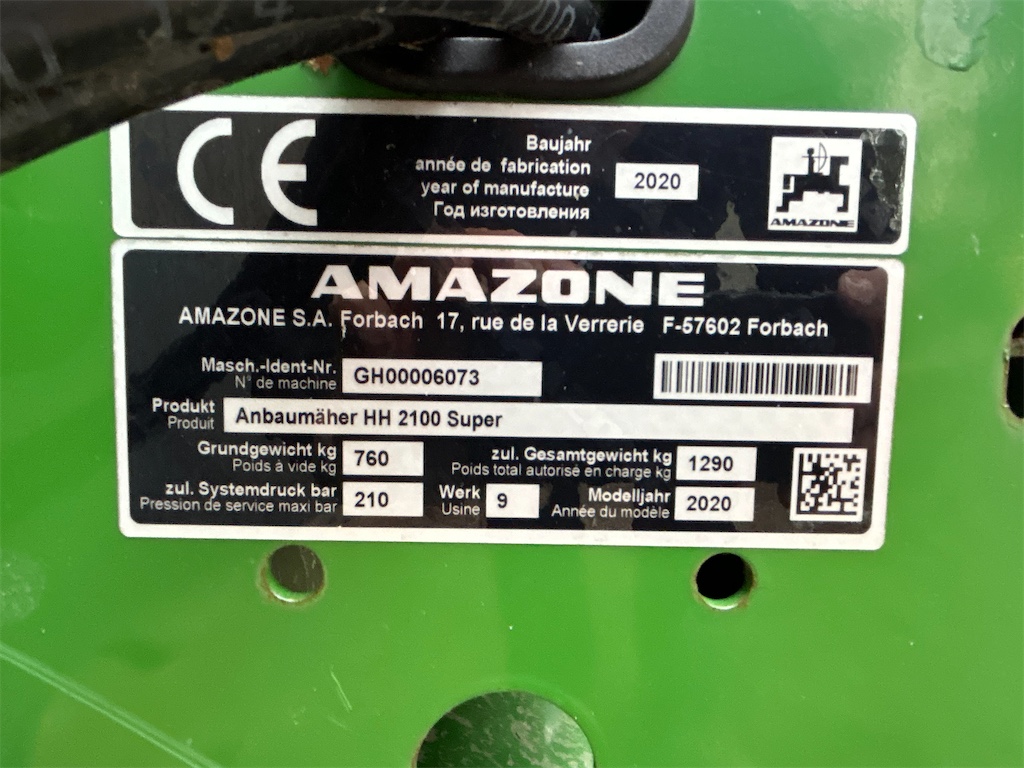 CE
Baujahr
année de fabrication
year of manufacture
Год изготовления
2020
AMAZONE
AMAZONE
AMAZONE S.A. Forbach 17, rue de la Verrerie F-57602 Forbach
Masch.-Ident-Nr.
N° de machine
GH00006073
Produkt
Produit
Anbaumäher HH 2100 Super
Grundgewicht kg
Poids à vide kg
760
zul. Gesamtgewicht kg
Poids total autorisé en charge kg
1290
zul. Systemdruck bar
Pression de service maxi bar
210
Werk
Usine
9
Modelljahr
Année du modèle
2020